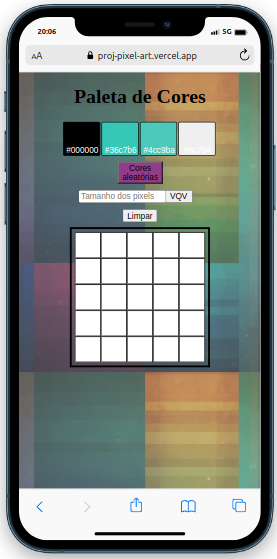 20:06
5G
AA
proj-pixel-art.vercel.app
Paleta de Cores
#000000 #36c7b6 #4cc9ba
Cores
aleatórias
Tamanho dos pixels VQV
Limpar